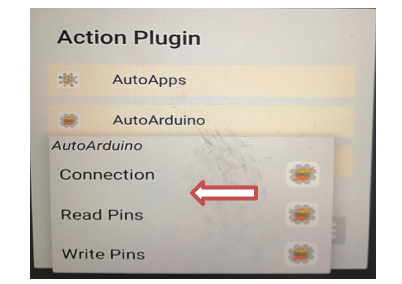 Action Plugin
AutoApps
AutoArduino
AutoArduino
Connection
Read Pins
Write Pins